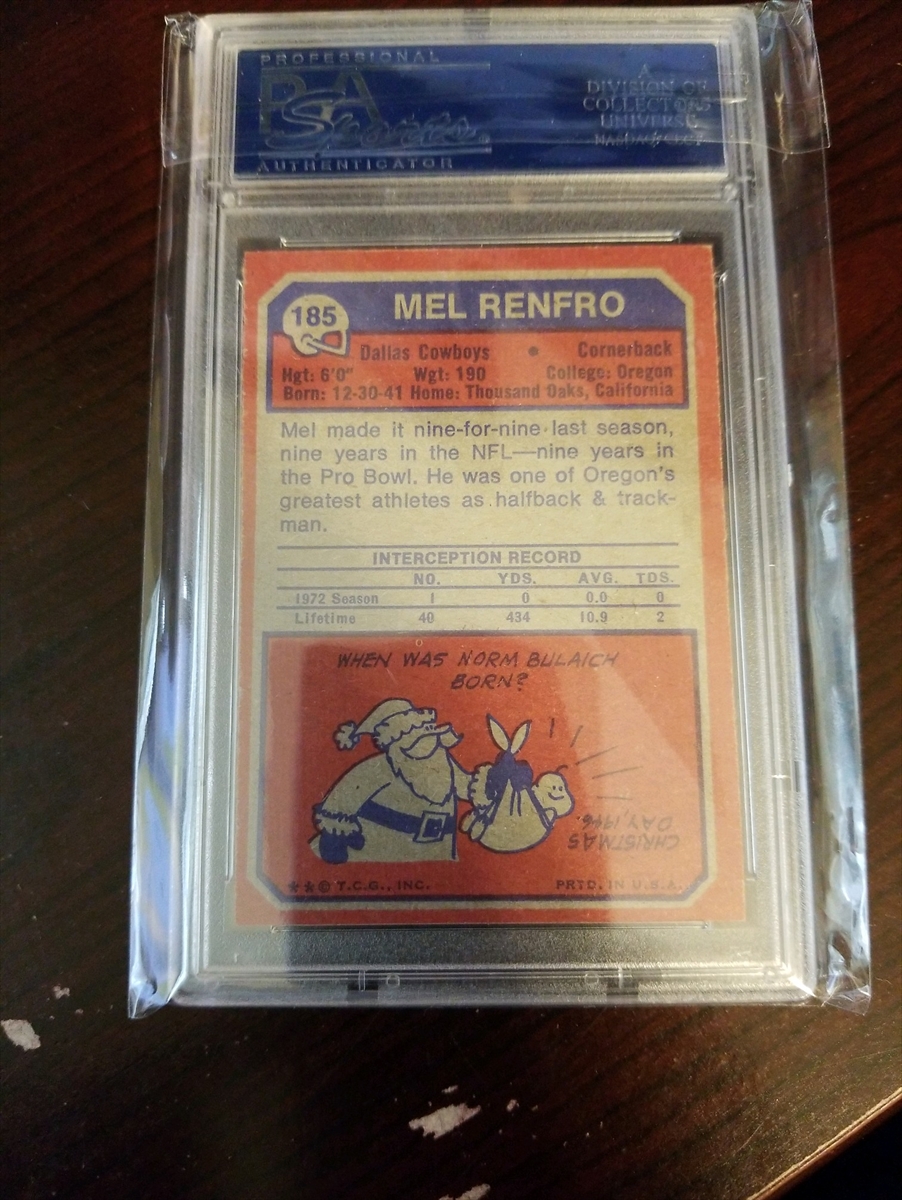 PROFESSIONAL
PSA
Sports
AUTHENTICATOR
A
DIVISION OF
COLLECTORS
UNIVERSE
NASDAQ: CLCT
185
MEL RENFRO
Dallas Cowboys • Cornerback
Hgt: 6'0" Wgt: 190 College: Oregon
Born: 12-30-41 Home: Thousand Oaks, California
Mel made it nine-for-nine last season,
nine years in the NFL—nine years in
the Pro Bowl. He was one of Oregon's
greatest athletes as halfback & track-
man.
INTERCEPTION RECORD
NO. YDS. AVG. TDS.
1972 Season 1 0 0.0 0
Lifetime 40 434 10.9 2
WHEN WAS NORM BULAICH
BORN?
CHRISTMAS
DAY, 1946.
**© T.C.G., INC. PRTD. IN U.S.A.